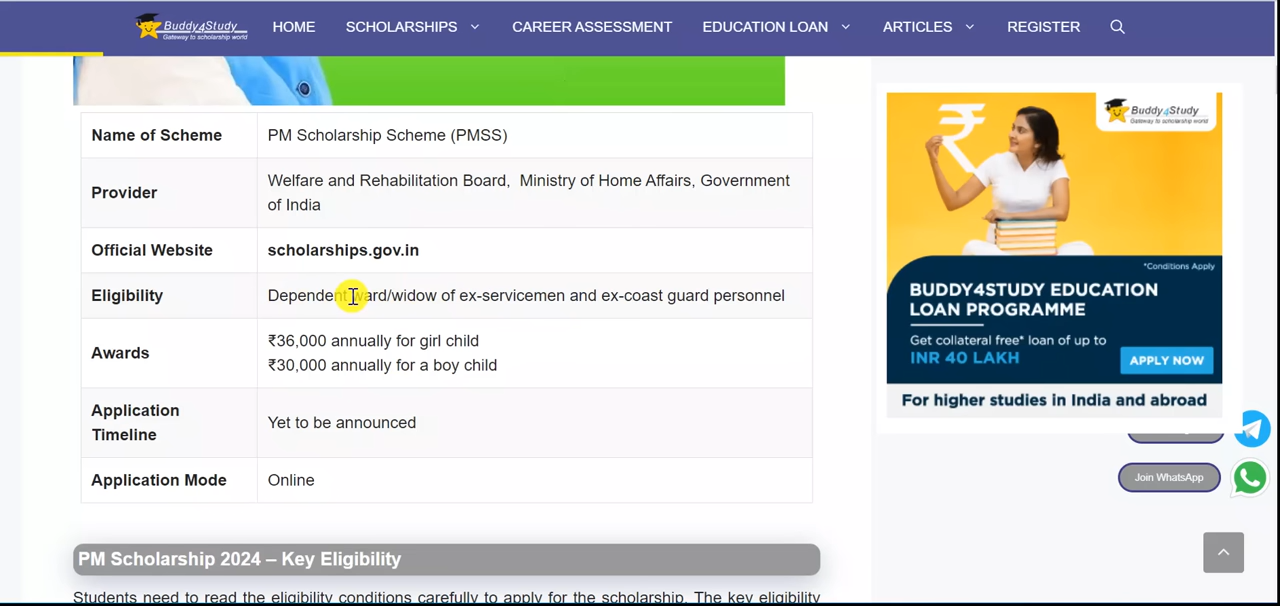 Buddy4Study
Gateway to scholarship world
HOME
SCHOLARSHIPS
CAREER ASSESSMENT
EDUCATION LOAN
ARTICLES
REGISTER
Name of Scheme
PM Scholarship Scheme (PMSS)
Provider
Welfare and Rehabilitation Board, Ministry of Home Affairs, Government
of India
Official Website
scholarships.gov.in
Eligibility
Dependent ward/widow of ex-servicemen and ex-coast guard personnel
Awards
₹36,000 annually for girl child
₹30,000 annually for a boy child
Application
Timeline
Yet to be announced
Application Mode
Online
PM Scholarship 2024 – Key Eligibility
Students need to read the eligibility conditions carefully to apply for the scholarship. The key eligibility
₹
Buddy4Study
Gateway to scholarship world
*Conditions Apply
BUDDY4STUDY EDUCATION
LOAN PROGRAMME
Get collateral free* loan of up to
INR 40 LAKH
APPLY NOW
For higher studies in India and abroad
Join WhatsApp